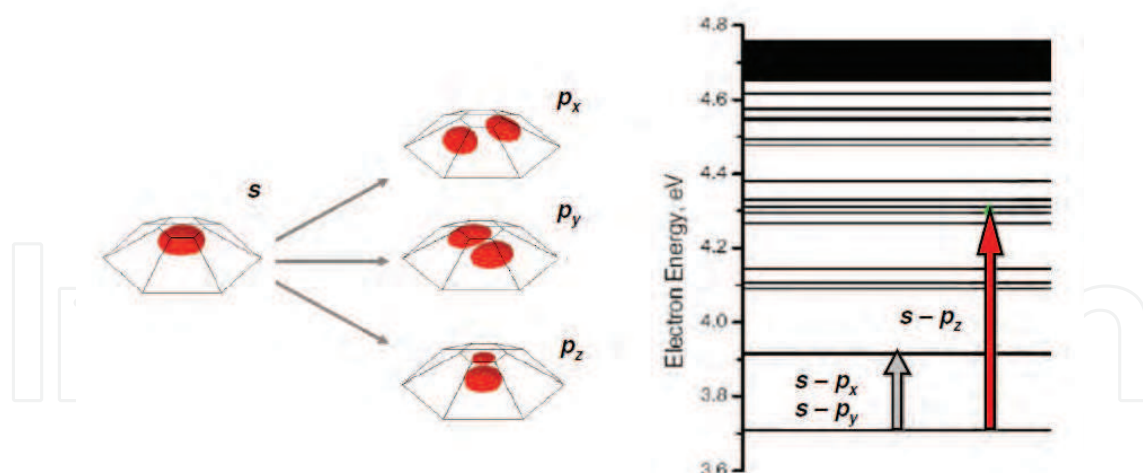 s
p_x
p_y
p_z
Electron Energy, eV
4.8
4.6
4.4
4.2
4.0
3.8
3.6
s – p_z
s – p_x
s – p_y